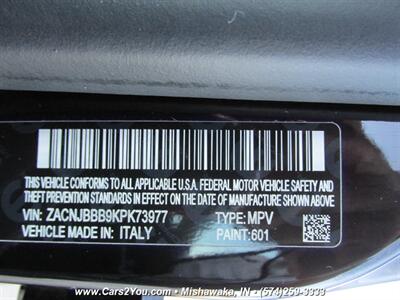 THIS VEHICLE CONFORMS TO ALL APPLICABLE U.S.A. FEDERAL MOTOR VEHICLE SAFETY AND
THEFT PREVENTION STANDARDS IN EFFECT ON THE DATE OF MANUFACTURE SHOWN ABOVE.
VIN: ZACNJBBB9KPK73977 TYPE: MPV
VEHICLE MADE IN: ITALY PAINT: 601
www.Cars2You.com - Mishawaka, IN - (574)259-3333